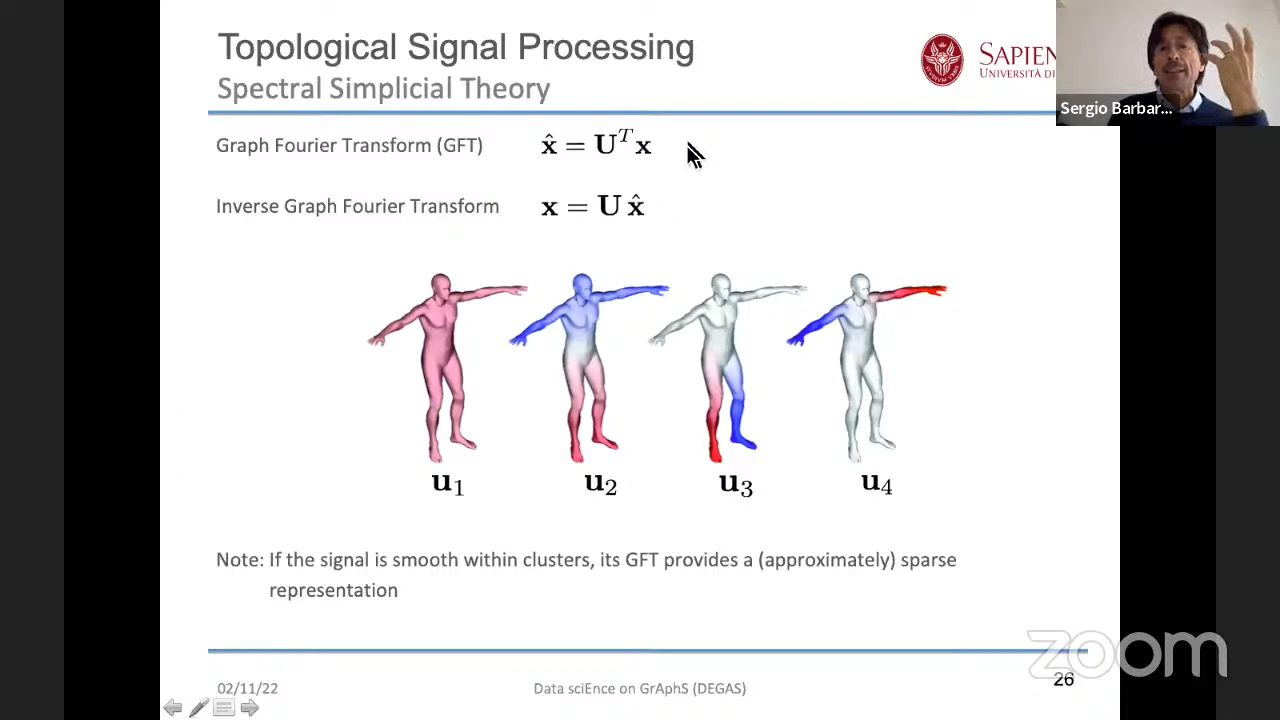 Topological Signal Processing
Spectral Simplicial Theory
SAPIEN
UNIVERSITÀ DI
Sergio Barbar...
Graph Fourier Transform (GFT) x̂ = Uᵀx
Inverse Graph Fourier Transform x = U x̂
u₁ u₂ u₃ u₄
Note: If the signal is smooth within clusters, its GFT provides a (approximately) sparse
representation
zoom
02/11/22 Data sciEnce on GrAphS (DEGAS) 26